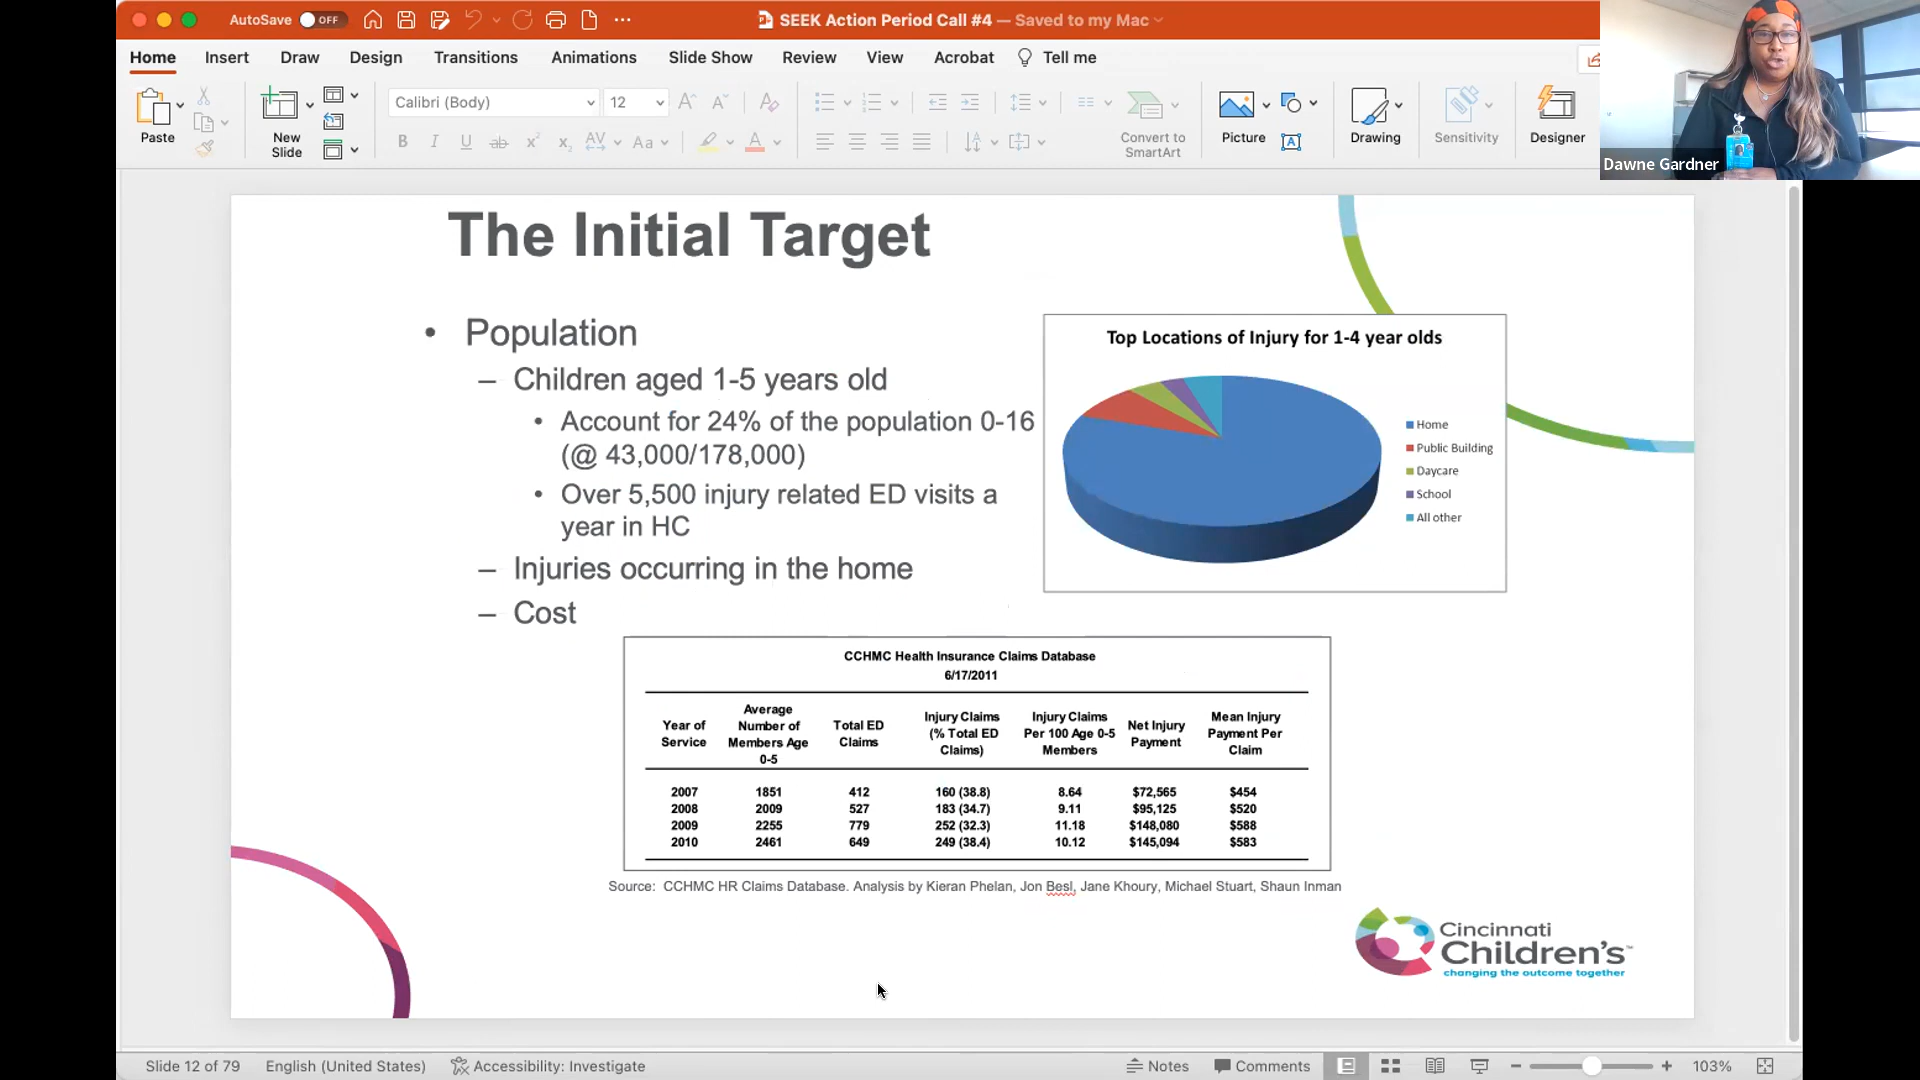 AutoSave OFF
SEEK Action Period Call #4 — Saved to my Mac
Home Insert Draw Design Transitions Animations Slide Show Review View Acrobat Tell me
Paste
New
Slide
Calibri (Body) 12
Convert to
SmartArt
Picture
Drawing
Sensitivity
Designer
Dawne Gardner
The Initial Target
• Population
– Children aged 1-5 years old
• Account for 24% of the population 0-16
(@ 43,000/178,000)
• Over 5,500 injury related ED visits a
year in HC
– Injuries occurring in the home
– Cost
Top Locations of Injury for 1-4 year olds
Home
Public Building
Daycare
School
All other
CCHMC Health Insurance Claims Database
6/17/2011
Year of Service Average Number of Members Age 0-5 Total ED Claims Injury Claims (% Total ED Claims) Injury Claims Per 100 Age 0-5 Members Net Injury Payment Mean Injury Payment Per Claim
2007 1851 412 160 (38.8) 8.64 $72,565 $454
2008 2009 527 183 (34.7) 9.11 $95,125 $520
2009 2255 779 252 (32.3) 11.18 $148,080 $588
2010 2461 649 249 (38.4) 10.12 $145,094 $583
Source: CCHMC HR Claims Database. Analysis by Kieran Phelan, Jon Besl, Jane Khoury, Michael Stuart, Shaun Inman
Cincinnati
Children's™
changing the outcome together
Slide 12 of 79 English (United States) Accessibility: Investigate Notes Comments 103%